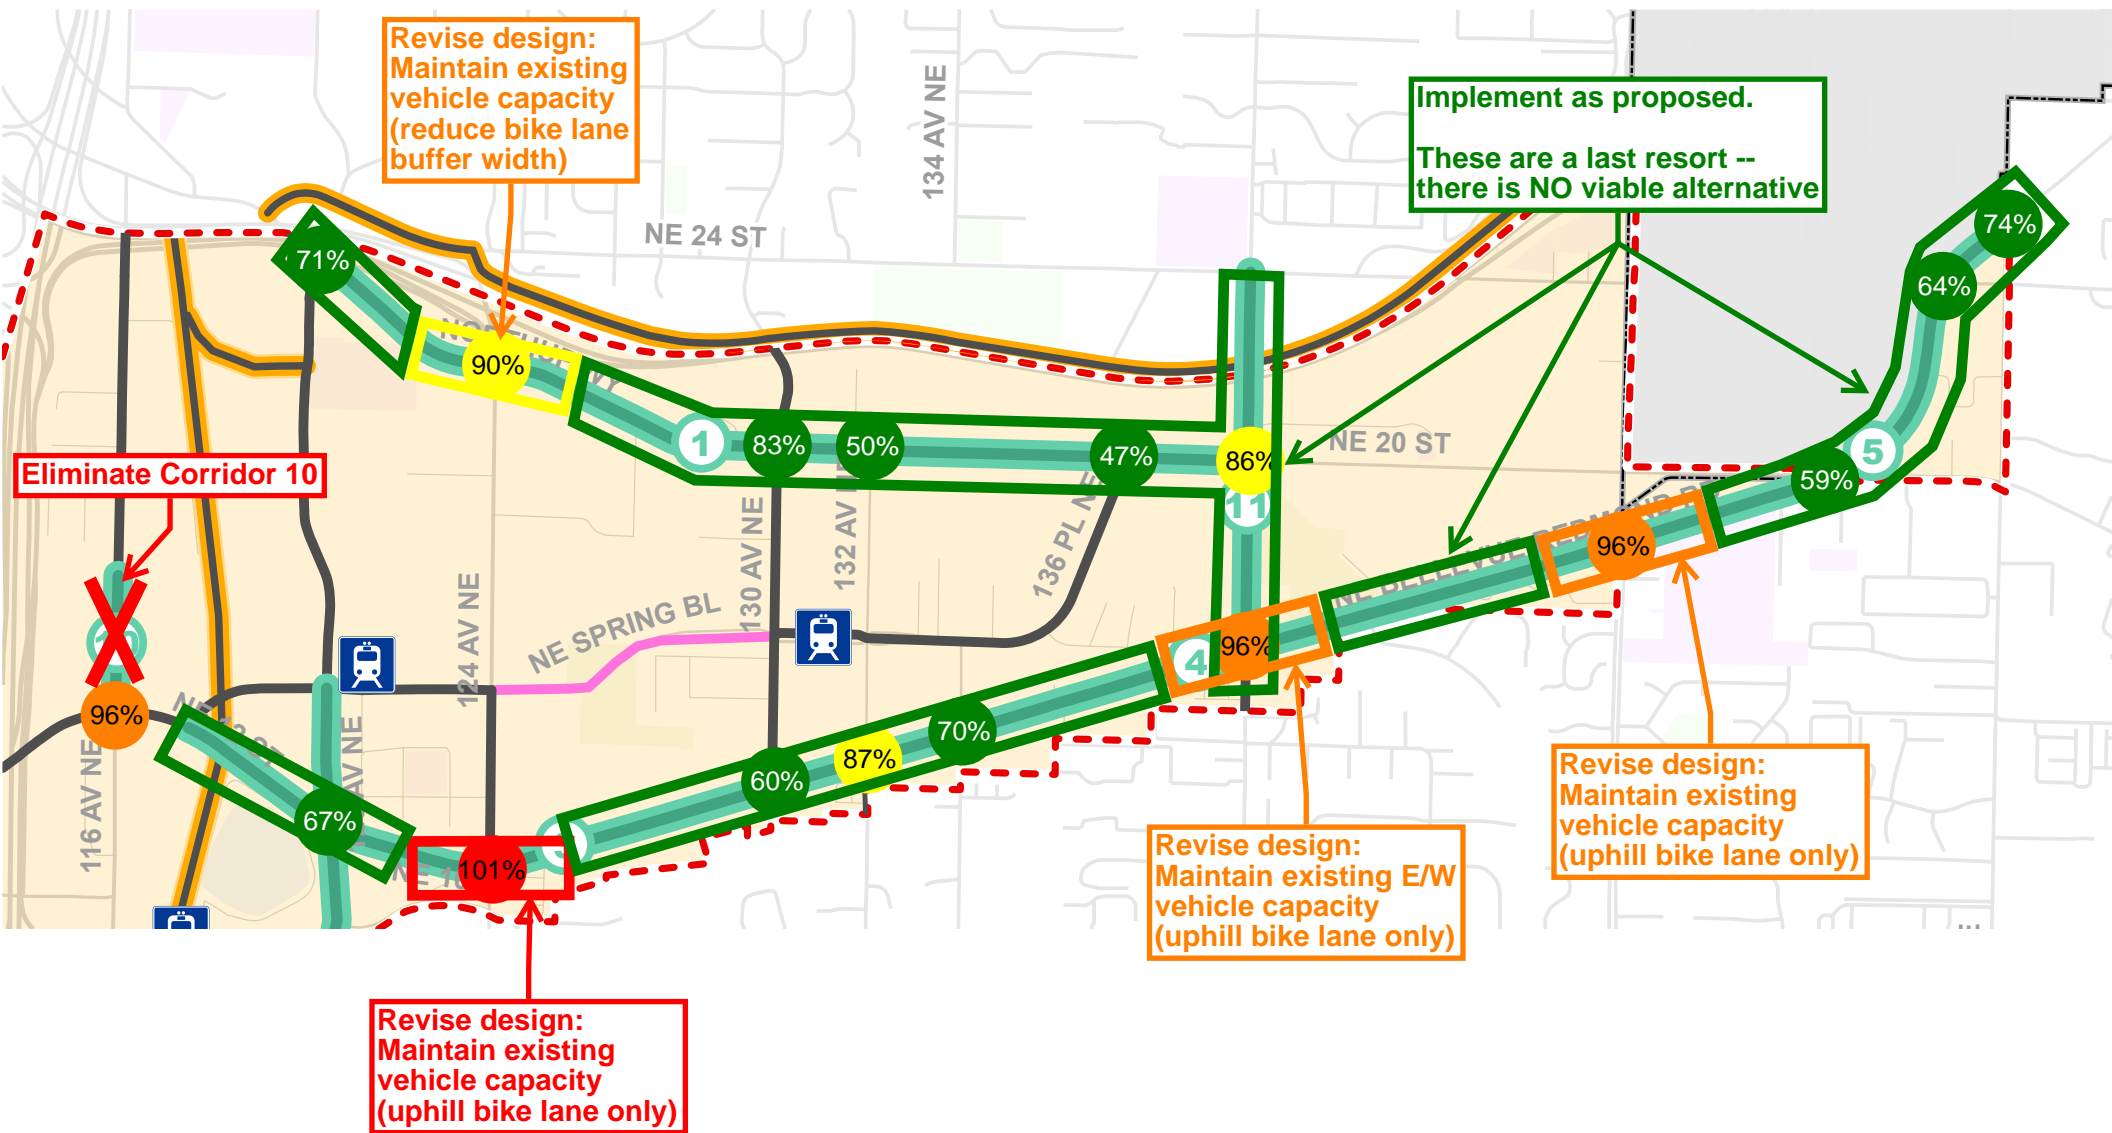 Revise design:
Maintain existing
vehicle capacity
(reduce bike lane
buffer width)
Implement as proposed.
These are a last resort --
there is NO viable alternative
134 AV NE
NE 24 ST
74%
71%
64%
90%
1
83%
50%
47%
86%
NE 20 ST
5
59%
Eliminate Corridor 10
11
132 AV NE
130 AV NE
136 PL NE
96%
NE SPRING BL
124 AV NE
4
96%
96%
116 AV NE
AV NE
70%
87%
60%
67%
101%
Revise design:
Maintain existing
vehicle capacity
(uphill bike lane only)
Revise design:
Maintain existing E/W
vehicle capacity
(uphill bike lane only)
Revise design:
Maintain existing
vehicle capacity
(uphill bike lane only)